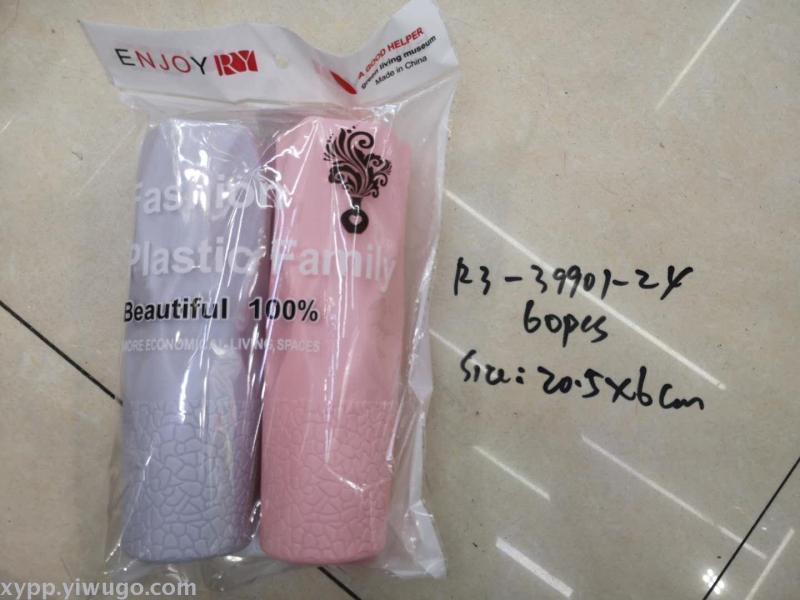 ENJOY RY
A GOOD HELPER
green living museum
Made in China
Fashion
Plastic Family
Beautiful 100%
MORE ECONOMICAL-LIVING,SPACES
R3-39901-24
60pcs
Size: 20.5x6cm
xypp.yiwugo.com